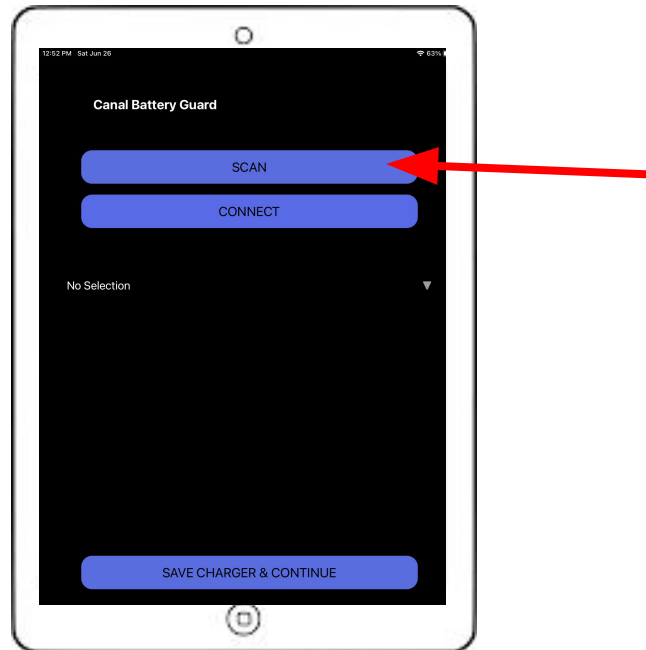 12:52 PM Sat Jun 26 63%
Canal Battery Guard
SCAN
CONNECT
No Selection
SAVE CHARGER & CONTINUE